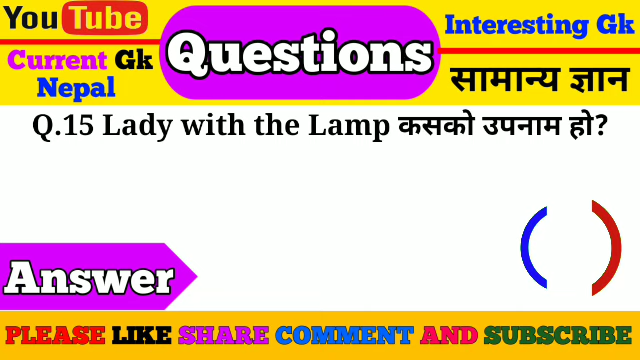 YouTube
Current Gk
Nepal
Questions
Interesting Gk
सामान्य ज्ञान
Q.15 Lady with the Lamp कसको उपनाम हो?
Answer
PLEASE LIKE SHARE COMMENT AND SUBSCRIBE